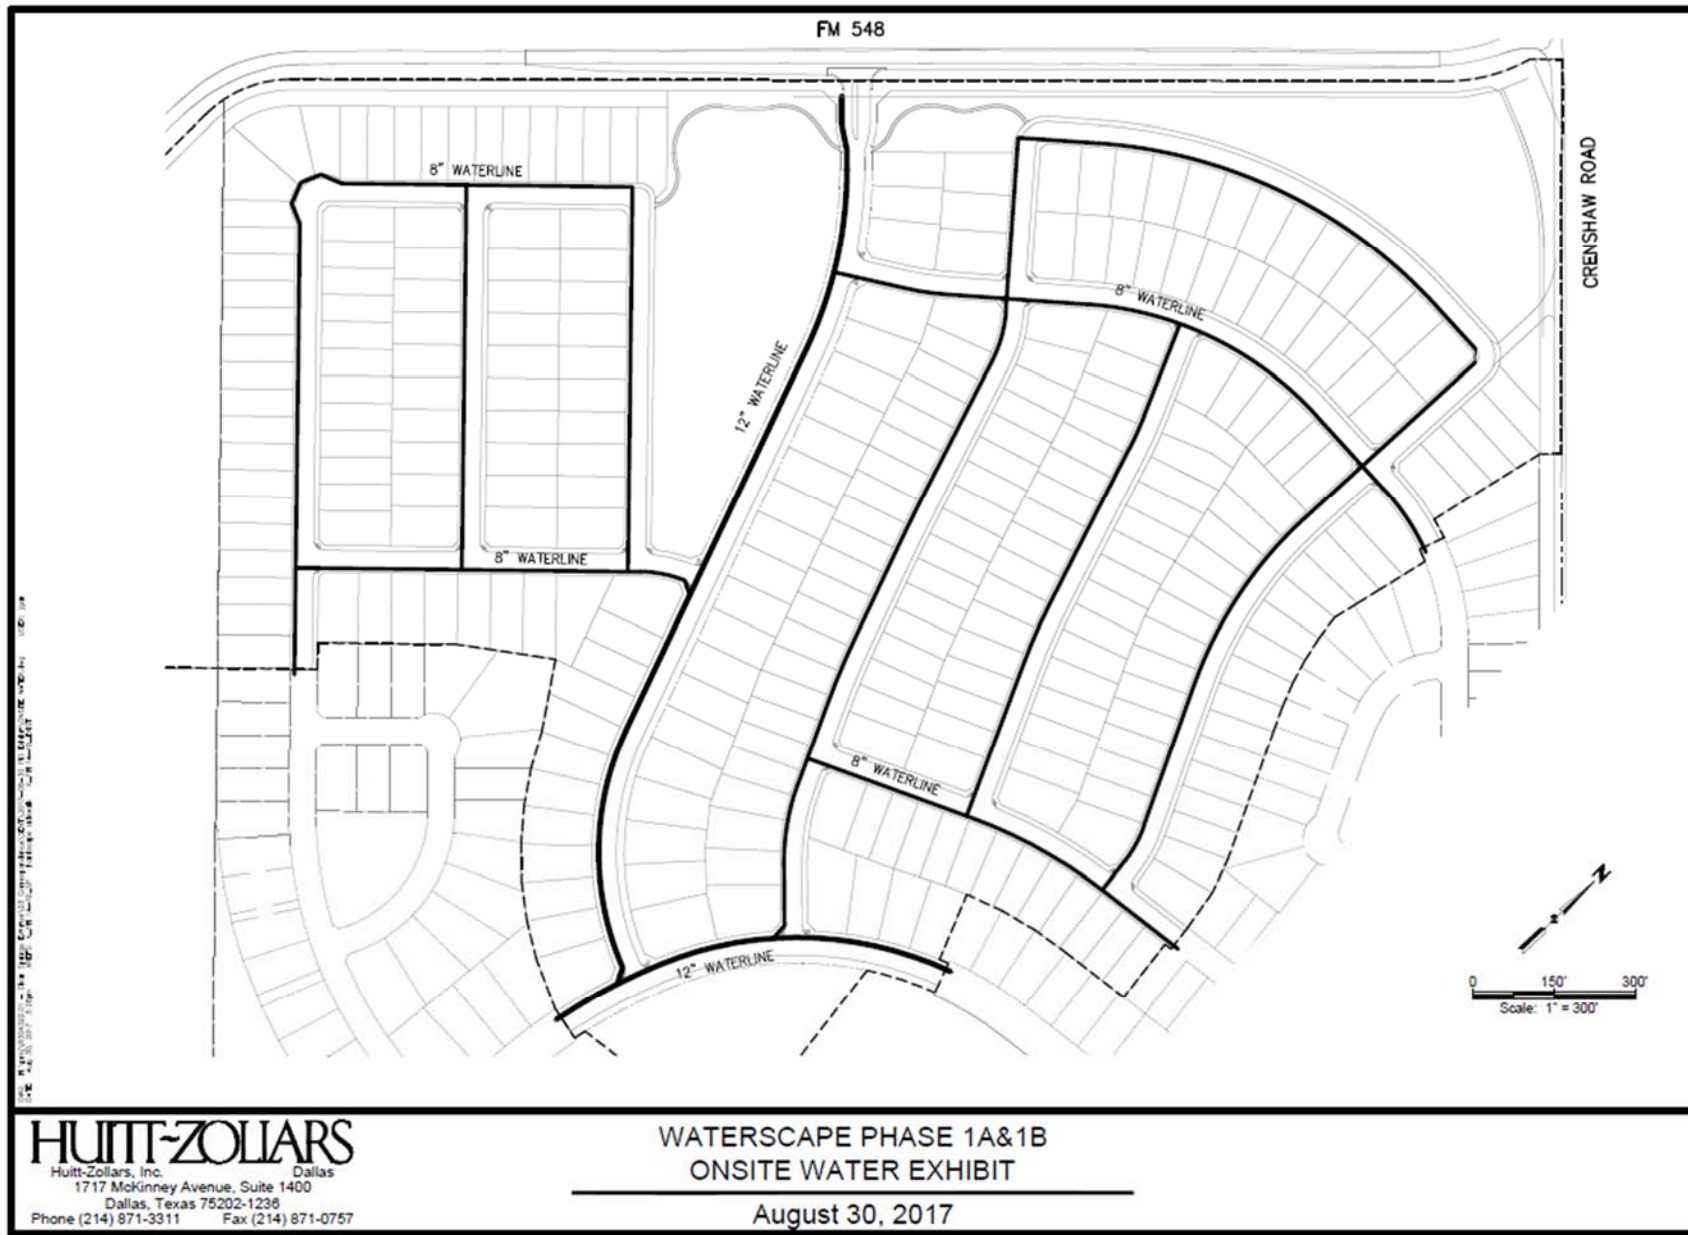 FM 548
CRENSHAW ROAD
8" WATERLINE
8" WATERLINE
12" WATERLINE
8" WATERLINE
8" WATERLINE
12" WATERLINE
N
0 150' 300'
Scale: 1" = 300'
HUITT~ZOLLARS
Huitt-Zollars, Inc. Dallas
1717 McKinney Avenue, Suite 1400
Dallas, Texas 75202-1236
Phone (214) 871-3311 Fax (214) 871-0757
WATERSCAPE PHASE 1A&1B
ONSITE WATER EXHIBIT
August 30, 2017